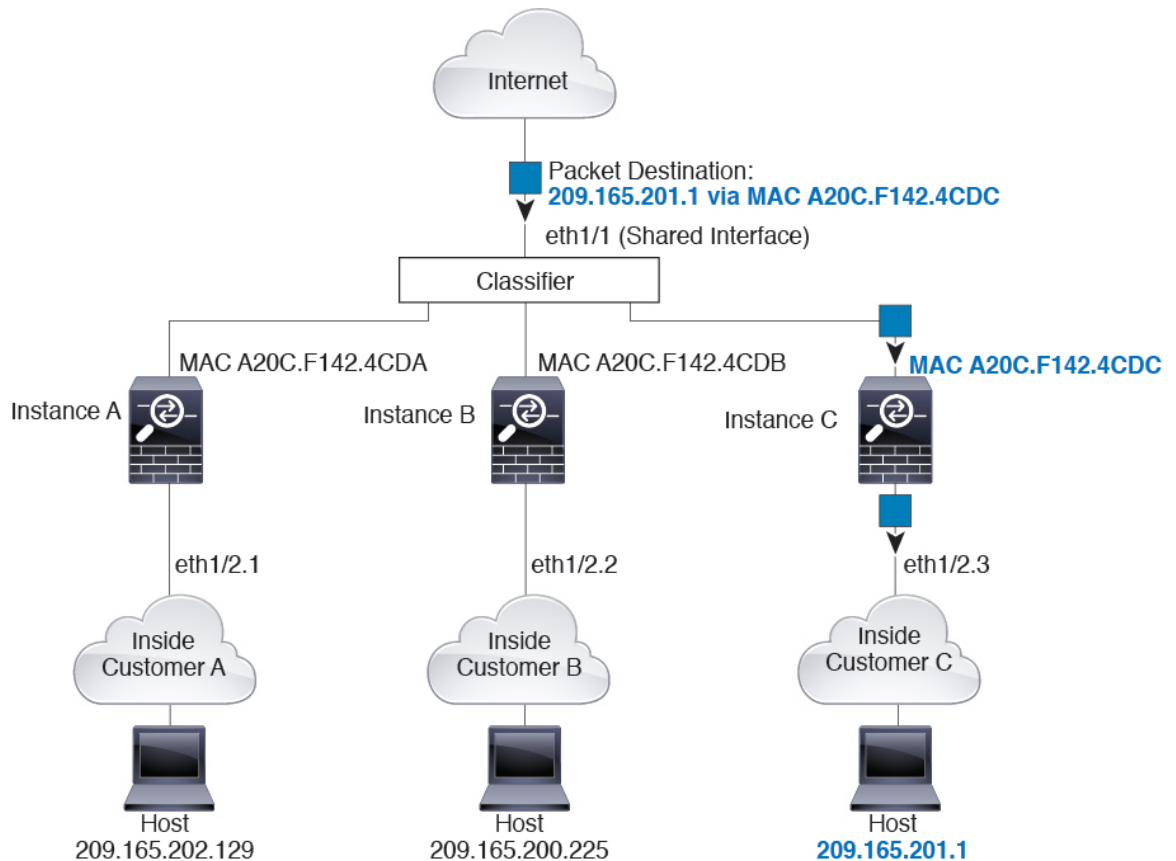 Internet
Packet Destination:
209.165.201.1 via MAC A20C.F142.4CDC
eth1/1 (Shared Interface)
Classifier
MAC A20C.F142.4CDA
MAC A20C.F142.4CDB
MAC A20C.F142.4CDC
Instance A
Instance B
Instance C
eth1/2.1
eth1/2.2
eth1/2.3
Inside
Customer A
Inside
Customer B
Inside
Customer C
Host
209.165.202.129
Host
209.165.200.225
Host
209.165.201.1